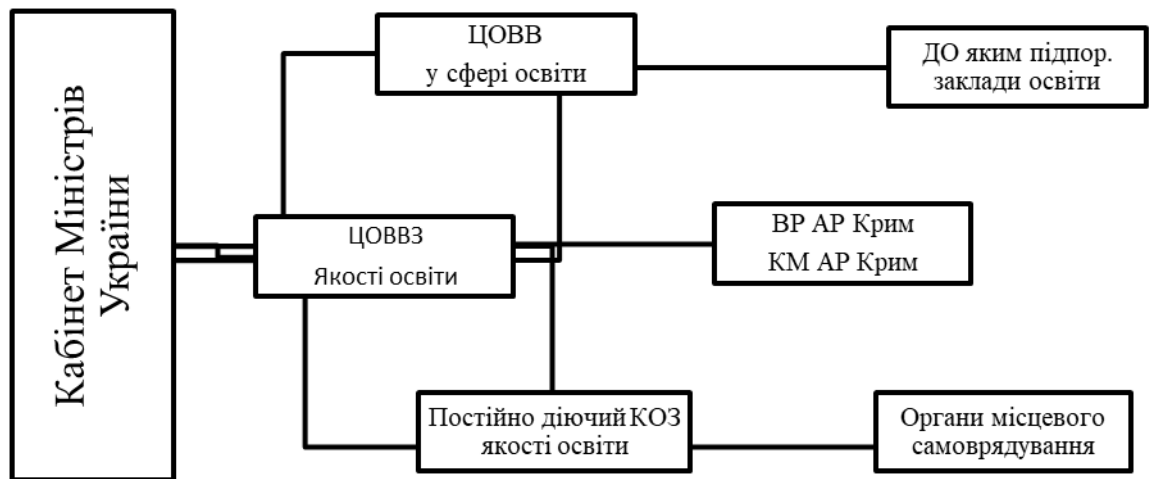 Кабінет Міністрів
України
ЦОВВ
у сфері освіти
ДО яким підпор.
заклади освіти
ЦОВВЗ
Якості освіти
ВР АР Крим
КМ АР Крим
Постійно діючий КОЗ
якості освіти
Органи місцевого
самоврядування